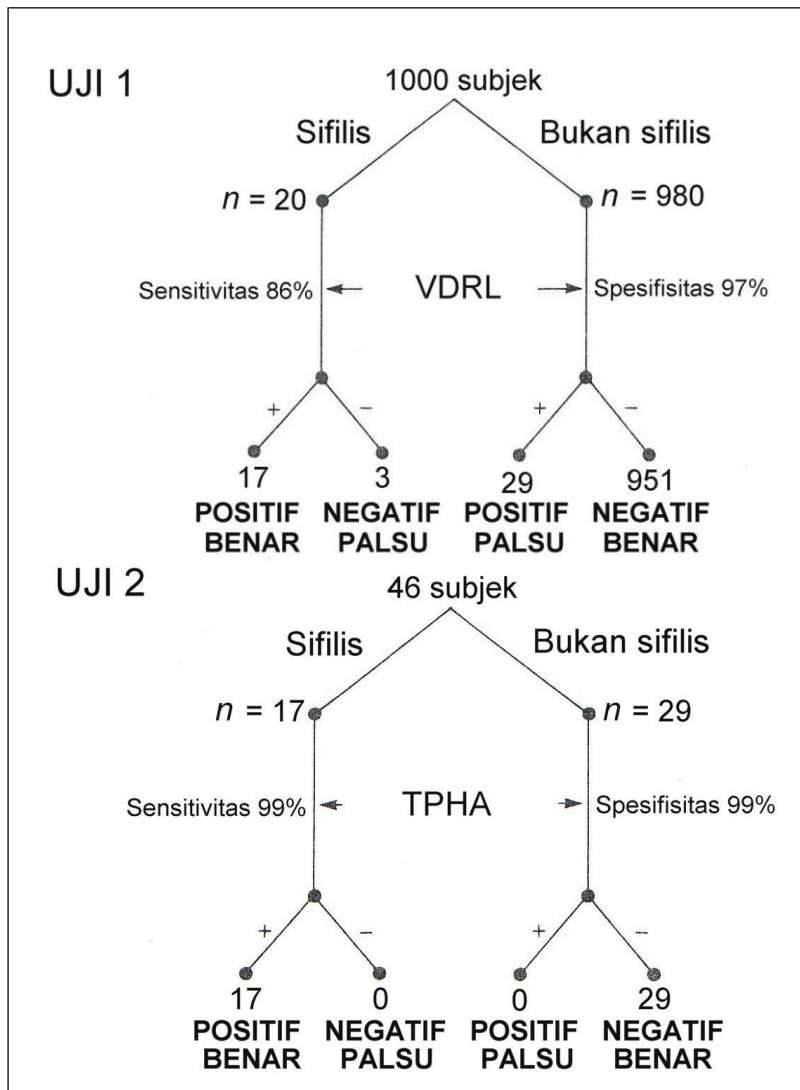 UJI 1
1000 subjek
Sifilis
Bukan sifilis
n = 20
n = 980
Sensitivitas 86%
VDRL
Spesifisitas 97%
+
−
+
−
17
3
29
951
POSITIF BENAR
NEGATIF PALSU
POSITIF PALSU
NEGATIF BENAR
UJI 2
46 subjek
Sifilis
Bukan sifilis
n = 17
n = 29
Sensitivitas 99%
TPHA
Spesifisitas 99%
+
−
+
−
17
0
0
29
POSITIF BENAR
NEGATIF PALSU
POSITIF PALSU
NEGATIF BENAR